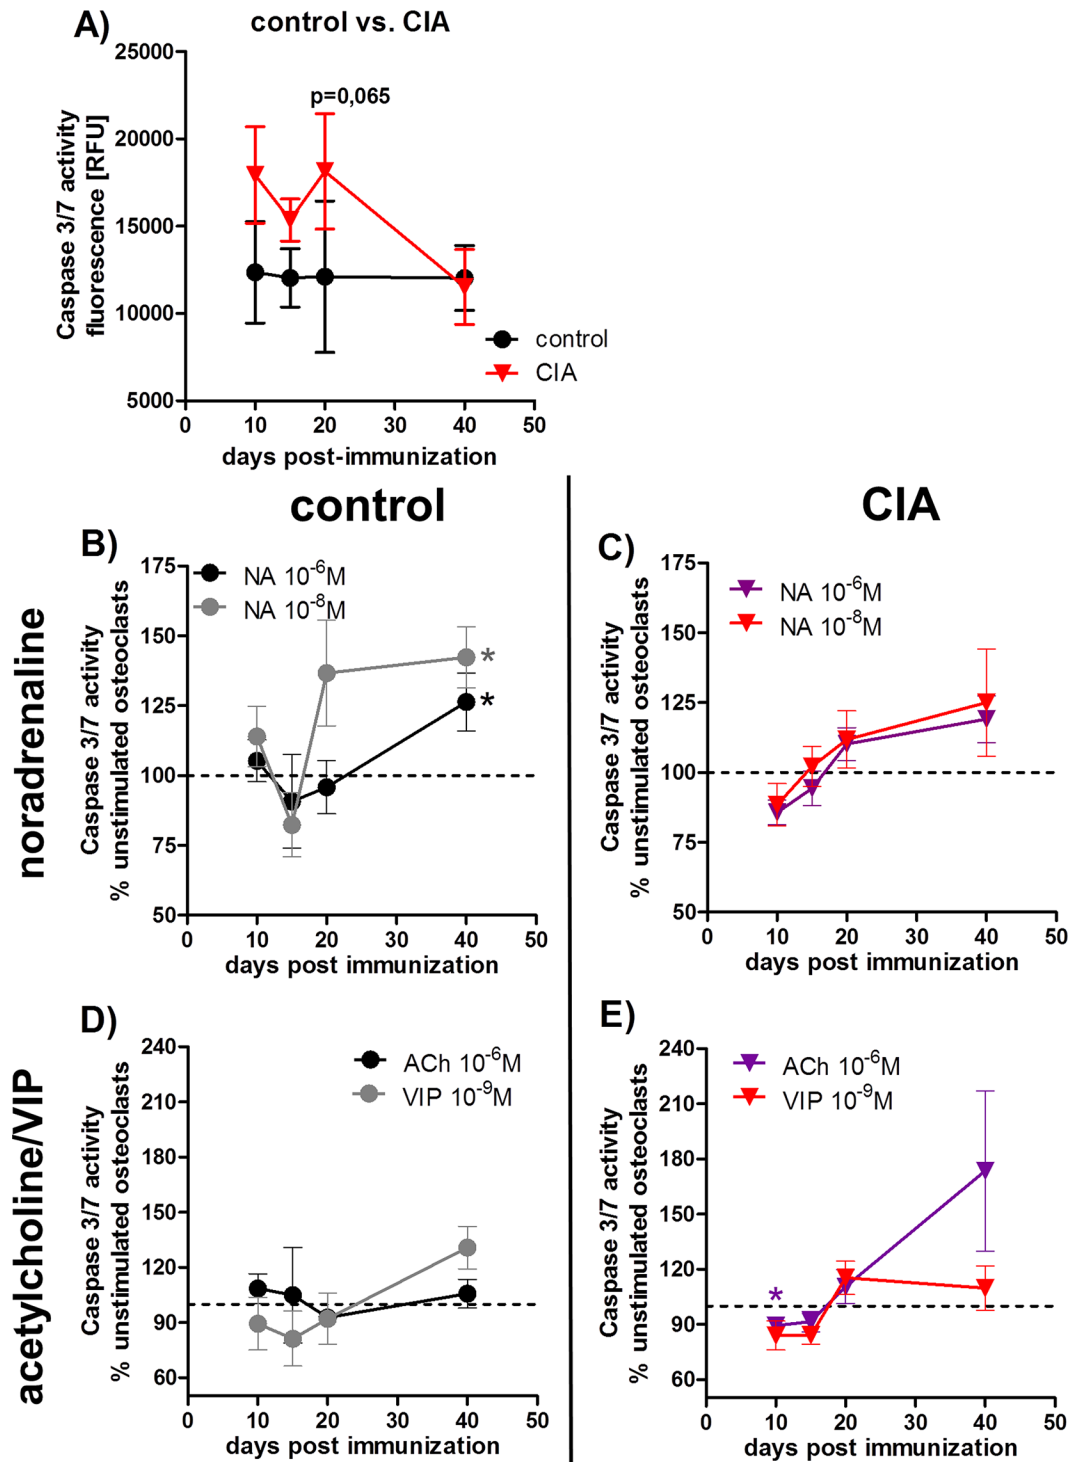 A)
control vs. CIA
Caspase 3/7 activity
fluorescence [RFU]
25000
20000
15000
10000
5000
p=0,065
control
CIA
0 10 20 30 40 50
days post-immunization
control
CIA
noradrenaline
B)
Caspase 3/7 activity
% unstimulated osteoclasts
175
150
125
100
75
50
NA 10⁻⁶M
NA 10⁻⁸M
*
*
0 10 20 30 40 50
days post immunization
C)
Caspase 3/7 activity
% unstimulated osteoclasts
175
150
125
100
75
50
NA 10⁻⁶M
NA 10⁻⁸M
0 10 20 30 40 50
days post immunization
acetylcholine/VIP
D)
Caspase 3/7 activity
% unstimulated osteoclasts
240
210
180
150
120
90
60
ACh 10⁻⁶M
VIP 10⁻⁹M
0 10 20 30 40 50
days post immunization
E)
Caspase 3/7 activity
% unstimulated osteoclasts
240
210
180
150
120
90
60
ACh 10⁻⁶M
VIP 10⁻⁹M
*
0 10 20 30 40 50
days post immunization